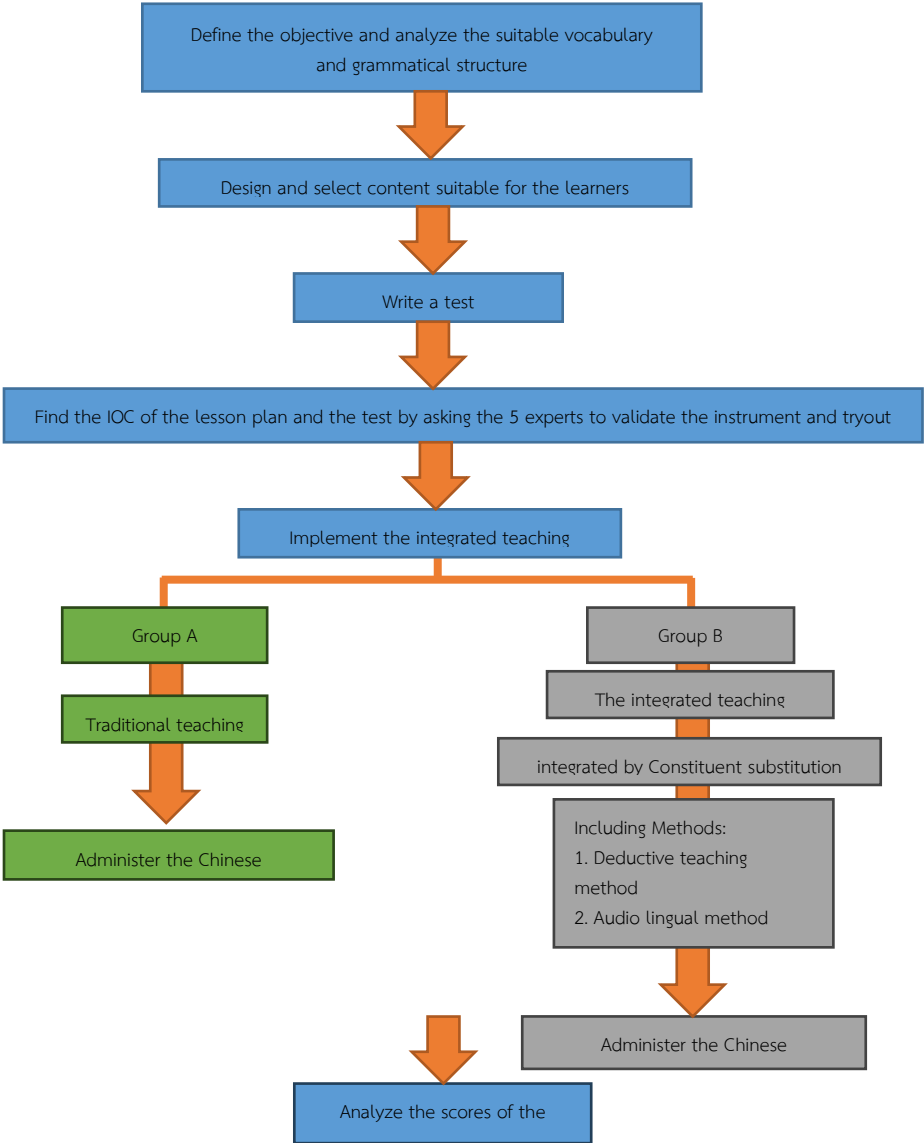 Define the objective and analyze the suitable vocabulary
and grammatical structure
Design and select content suitable for the learners
Write a test
Find the IOC of the lesson plan and the test by asking the 5 experts to validate the instrument and tryout
Implement the integrated teaching
Group A
Traditional teaching
Administer the Chinese
Group B
The integrated teaching
integrated by Constituent substitution
Including Methods:
1. Deductive teaching
method
2. Audio lingual method
Administer the Chinese
Analyze the scores of the